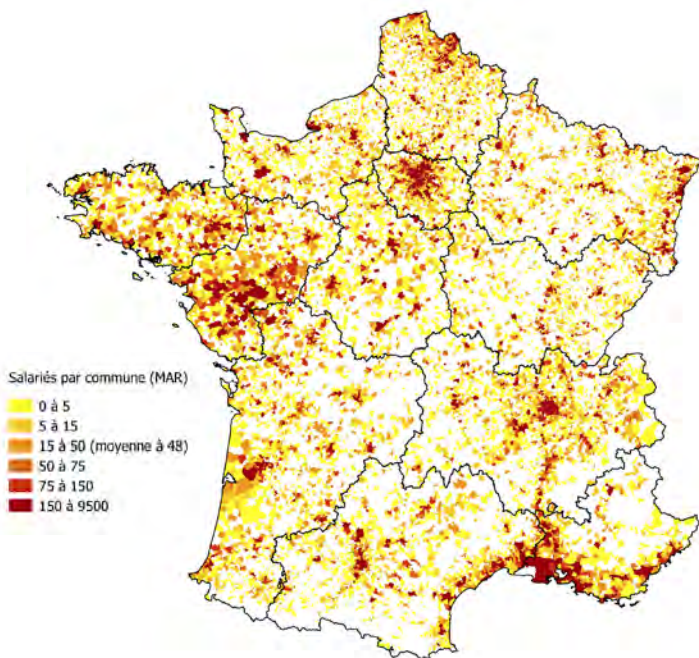 Salariés par commune (MAR)
0 à 5
5 à 15
15 à 50 (moyenne à 48)
50 à 75
75 à 150
150 à 9500